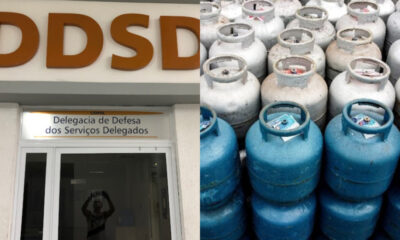 DDSD
Delegacia de Defesa
dos Serviços Delegados